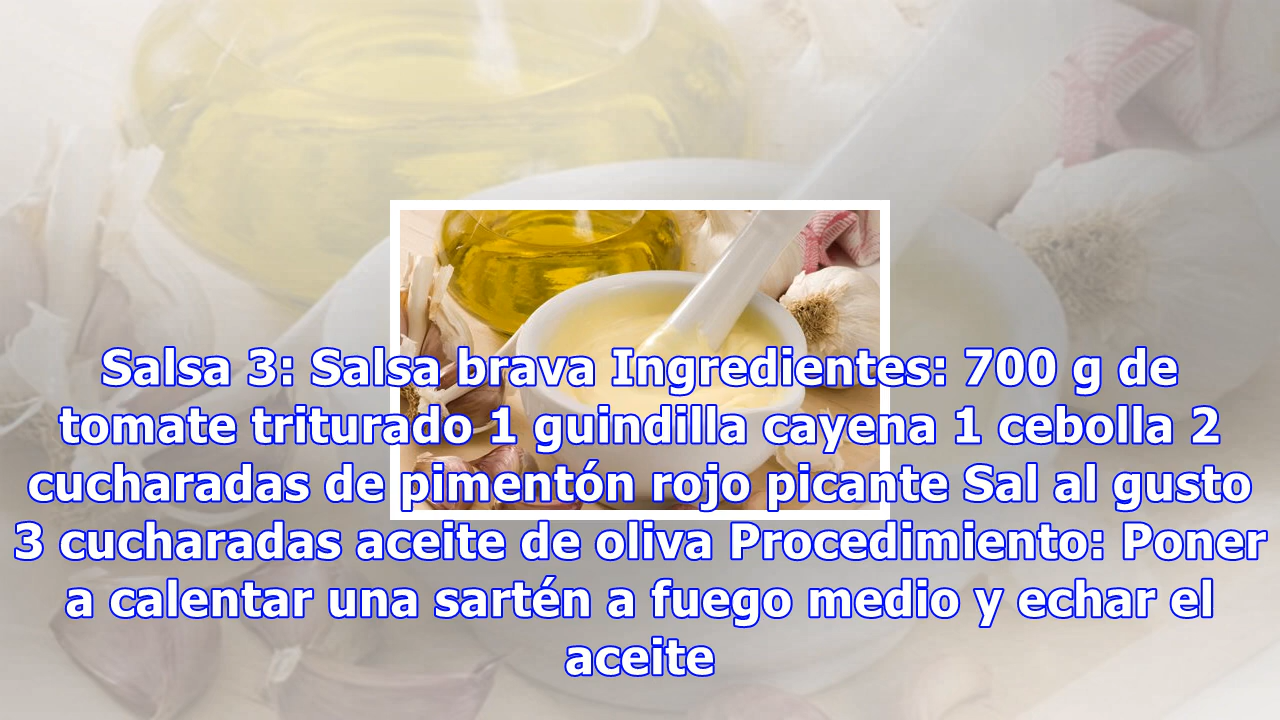 Salsa 3: Salsa brava Ingredientes: 700 g de
tomate triturado 1 guindilla cayena 1 cebolla 2
cucharadas de pimentón rojo picante Sal al gusto
3 cucharadas aceite de oliva Procedimiento: Poner
a calentar una sartén a fuego medio y echar el
aceite